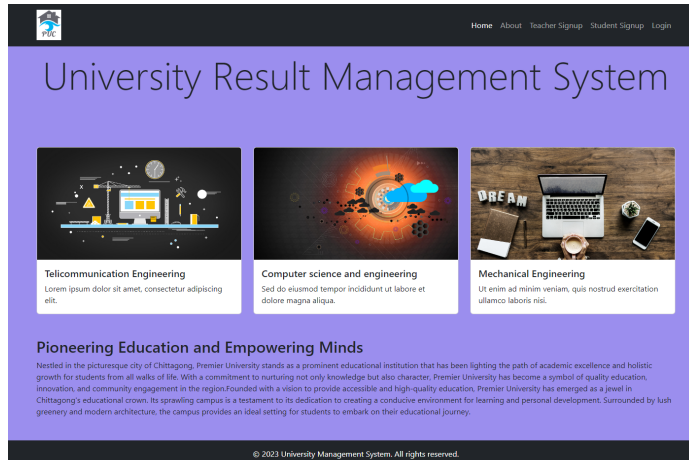 PUC
Home About Teacher Signup Student Signup Login
University Result Management System
X
DREAM
Telicommunication Engineering
Lorem ipsum dolor sit amet, consectetur adipiscing
elit.
Computer science and engineering
Sed do eiusmod tempor incididunt ut labore et
dolore magna aliqua.
Mechanical Engineering
Ut enim ad minim veniam, quis nostrud exercitation
ullamco laboris nisi.
Pioneering Education and Empowering Minds
Nestled in the picturesque city of Chittagong, Premier University stands as a prominent educational institution that has been lighting the path of academic excellence and holistic
growth for students from all walks of life. With a commitment to nurturing not only knowledge but also character, Premier University has become a symbol of quality education,
innovation, and community engagement in the region.Founded with a vision to provide accessible and high-quality education, Premier University has emerged as a jewel in
Chittagong's educational crown. Its sprawling campus is a testament to its dedication to creating a conducive environment for learning and personal development. Surrounded by lush
greenery and modern architecture, the campus provides an ideal setting for students to embark on their educational journey.
© 2023 University Management System. All rights reserved.